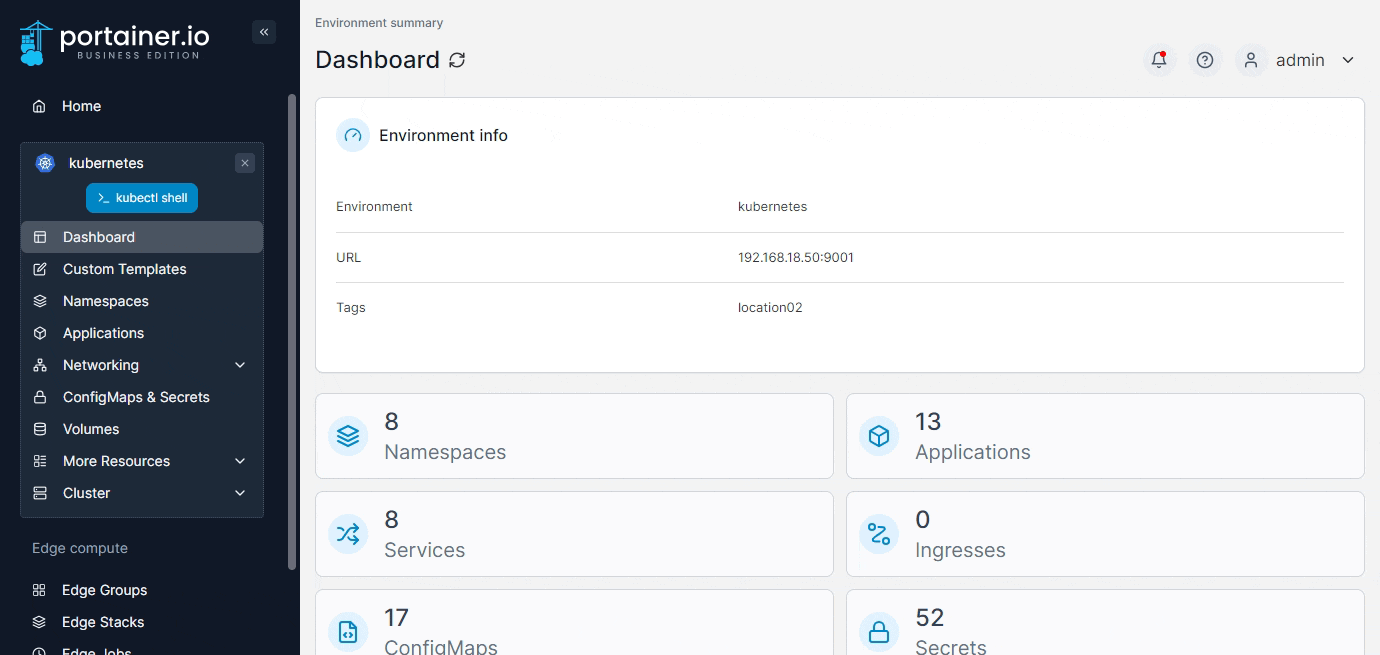 portainer.io
BUSINESS EDITION
Home
kubernetes
kubectl shell
Dashboard
Custom Templates
Namespaces
Applications
Networking
ConfigMaps & Secrets
Volumes
More Resources
Cluster
Edge compute
Edge Groups
Edge Stacks
Edge Jobs
Environment summary
Dashboard
admin
Environment info
Environment kubernetes
URL 192.168.18.50:9001
Tags location02
8
Namespaces
13
Applications
8
Services
0
Ingresses
17
ConfigMaps
52
Secrets